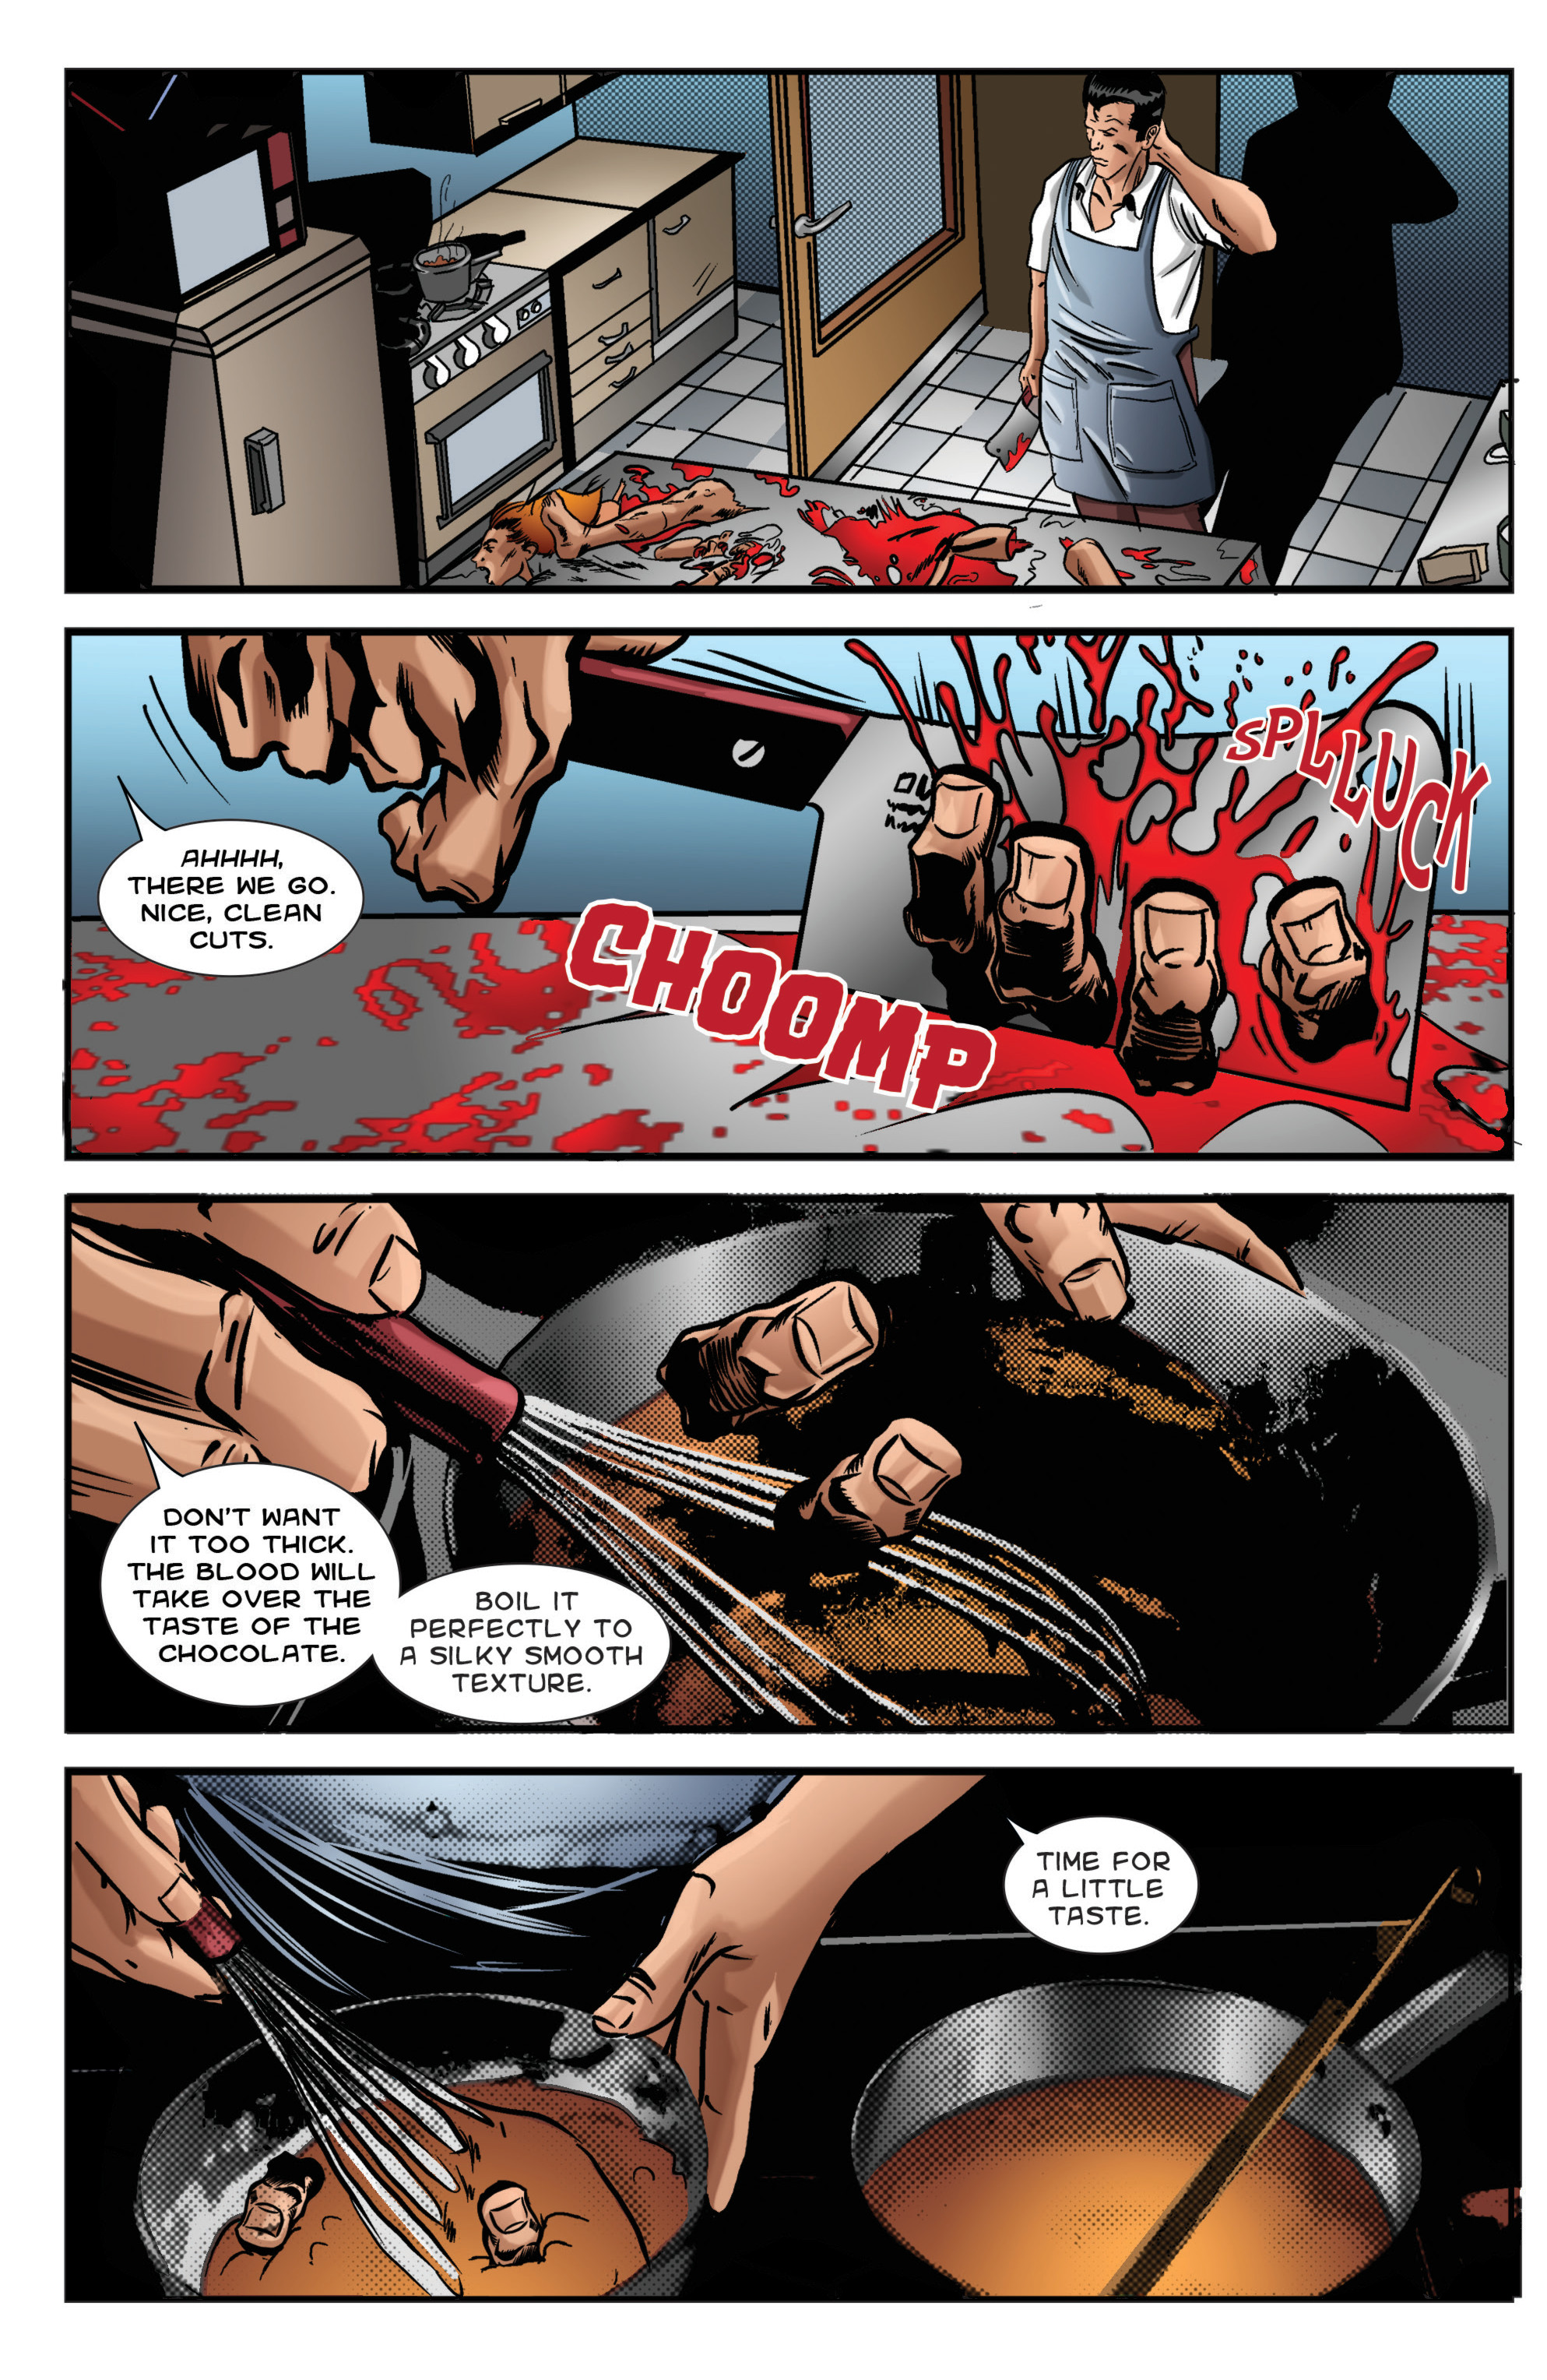 AHHHH,
THERE WE GO.
NICE, CLEAN
CUTS.
SPLLUCK
CHOOMP
DON'T WANT
IT TOO THICK.
THE BLOOD WILL
TAKE OVER THE
TASTE OF THE
CHOCOLATE.
BOIL IT
PERFECTLY TO
A SILKY SMOOTH
TEXTURE.
TIME FOR
A LITTLE
TASTE.